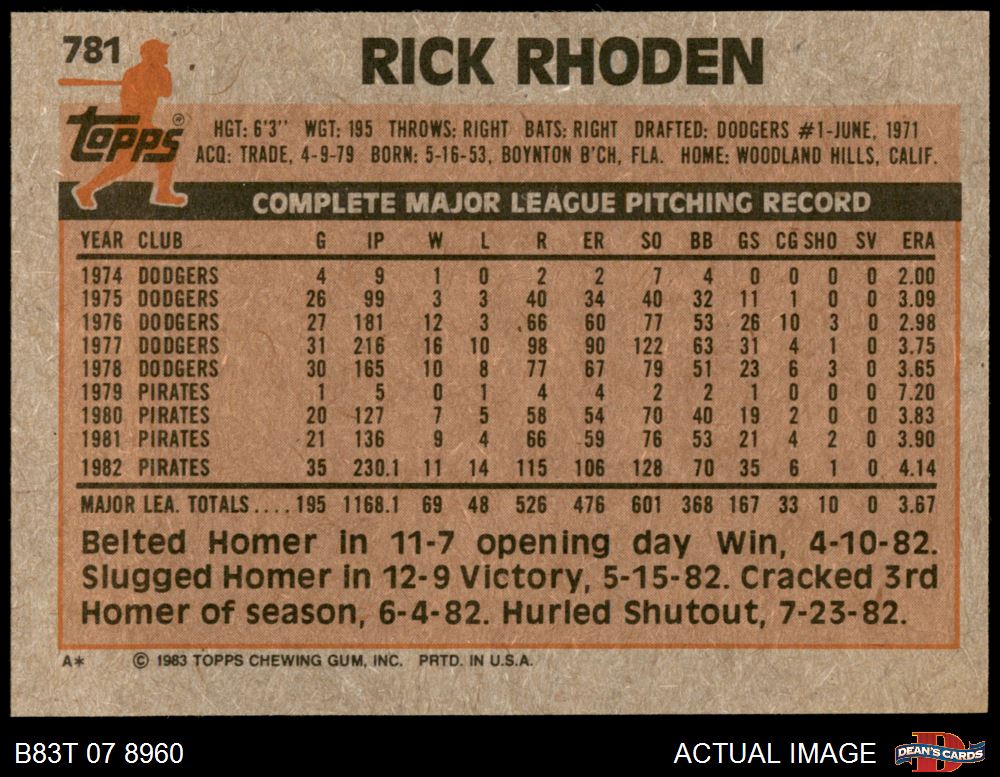 781 RICK RHODEN
Topps®
HGT: 6'3" WGT: 195 THROWS: RIGHT BATS: RIGHT DRAFTED: DODGERS #1-JUNE, 1971
ACQ: TRADE, 4-9-79 BORN: 5-16-53, BOYNTON B'CH, FLA. HOME: WOODLAND HILLS, CALIF.
COMPLETE MAJOR LEAGUE PITCHING RECORD
YEAR CLUB G IP W L R ER SO BB GS CG SHO SV ERA
1974 DODGERS 4 9 1 0 2 2 7 4 0 0 0 0 2.00
1975 DODGERS 26 99 3 3 40 34 40 32 11 1 0 0 3.09
1976 DODGERS 27 181 12 3 66 60 77 53 26 10 3 0 2.98
1977 DODGERS 31 216 16 10 98 90 122 63 31 4 1 0 3.75
1978 DODGERS 30 165 10 8 77 67 79 51 23 6 3 0 3.65
1979 PIRATES 1 5 0 1 4 4 2 2 1 0 0 0 7.20
1980 PIRATES 20 127 7 5 58 54 70 40 19 2 0 0 3.83
1981 PIRATES 21 136 9 4 66 59 76 53 21 4 2 0 3.90
1982 PIRATES 35 230.1 11 14 115 106 128 70 35 6 1 0 4.14
MAJOR LEA. TOTALS.... 195 1168.1 69 48 526 476 601 368 167 33 10 0 3.67
Belted Homer in 11-7 opening day Win, 4-10-82.
Slugged Homer in 12-9 Victory, 5-15-82. Cracked 3rd
Homer of season, 6-4-82. Hurled Shutout, 7-23-82.
A* © 1983 TOPPS CHEWING GUM, INC. PRTD. IN U.S.A.
B83T 07 8960 ACTUAL IMAGE D DEAN'S CARDS